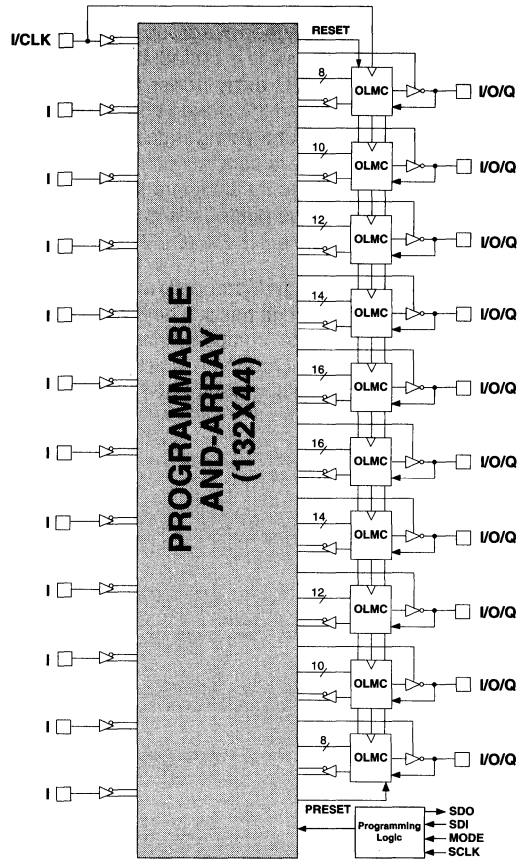 RESET
I/CLK
8
OLMC
I/O/Q
I
10
OLMC
I/O/Q
I
12
OLMC
I/O/Q
I
14
OLMC
I/O/Q
I
16
OLMC
I/O/Q
I
16
OLMC
I/O/Q
I
14
OLMC
I/O/Q
I
12
OLMC
I/O/Q
I
10
OLMC
I/O/Q
I
8
OLMC
I/O/Q
I
I
PROGRAMMABLE
AND-ARRAY
(132X44)
PRESET
Programming
Logic
SDO
SDI
MODE
SCLK